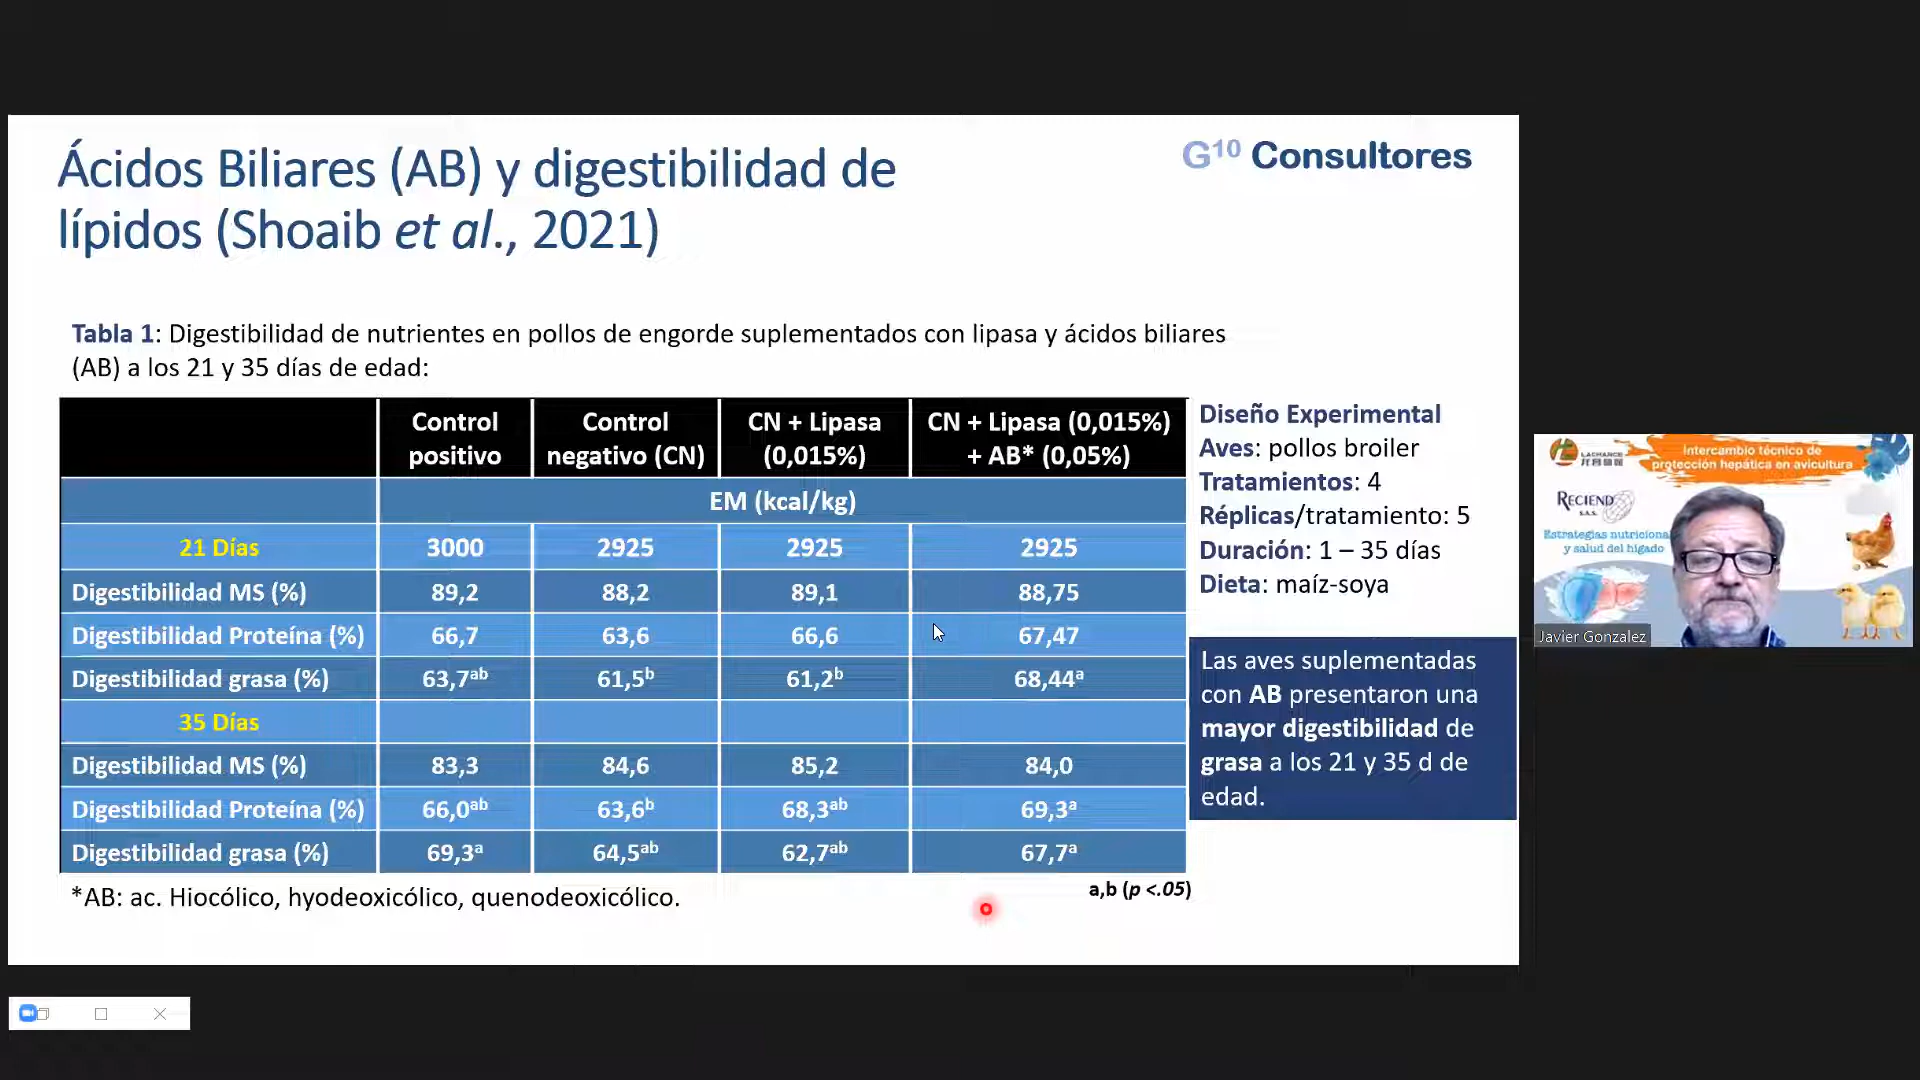 Ácidos Biliares (AB) y digestibilidad de
lípidos (Shoaib et al., 2021)
G¹⁰ Consultores
Tabla 1: Digestibilidad de nutrientes en pollos de engorde suplementados con lipasa y ácidos biliares
(AB) a los 21 y 35 días de edad:
Control positivo Control negativo (CN) CN + Lipasa (0,015%) CN + Lipasa (0,015%) + AB* (0,05%)
EM (kcal/kg)
21 Días 3000 2925 2925 2925
Digestibilidad MS (%) 89,2 88,2 89,1 88,75
Digestibilidad Proteína (%) 66,7 63,6 66,6 67,47
Digestibilidad grasa (%) 63,7ᵃᵇ 61,5ᵇ 61,2ᵇ 68,44ᵃ
35 Días
Digestibilidad MS (%) 83,3 84,6 85,2 84,0
Digestibilidad Proteína (%) 66,0ᵃᵇ 63,6ᵇ 68,3ᵃᵇ 69,3ᵃ
Digestibilidad grasa (%) 69,3ᵃ 64,5ᵃᵇ 62,7ᵃᵇ 67,7ᵃ
*AB: ac. Hiocólico, hyodeoxicólico, quenodeoxicólico.
a,b (p <.05)
Diseño Experimental
Aves: pollos broiler
Tratamientos: 4
Réplicas/tratamiento: 5
Duración: 1 – 35 días
Dieta: maíz-soya
Las aves suplementadas
con AB presentaron una
mayor digestibilidad de
grasa a los 21 y 35 d de
edad.
LACHANCE
Intercambio técnico de
protección hepática en avicultura
RECIEND
S.A.S.
Estrategias nutriciona
y salud del hígado
Javier Gonzalez